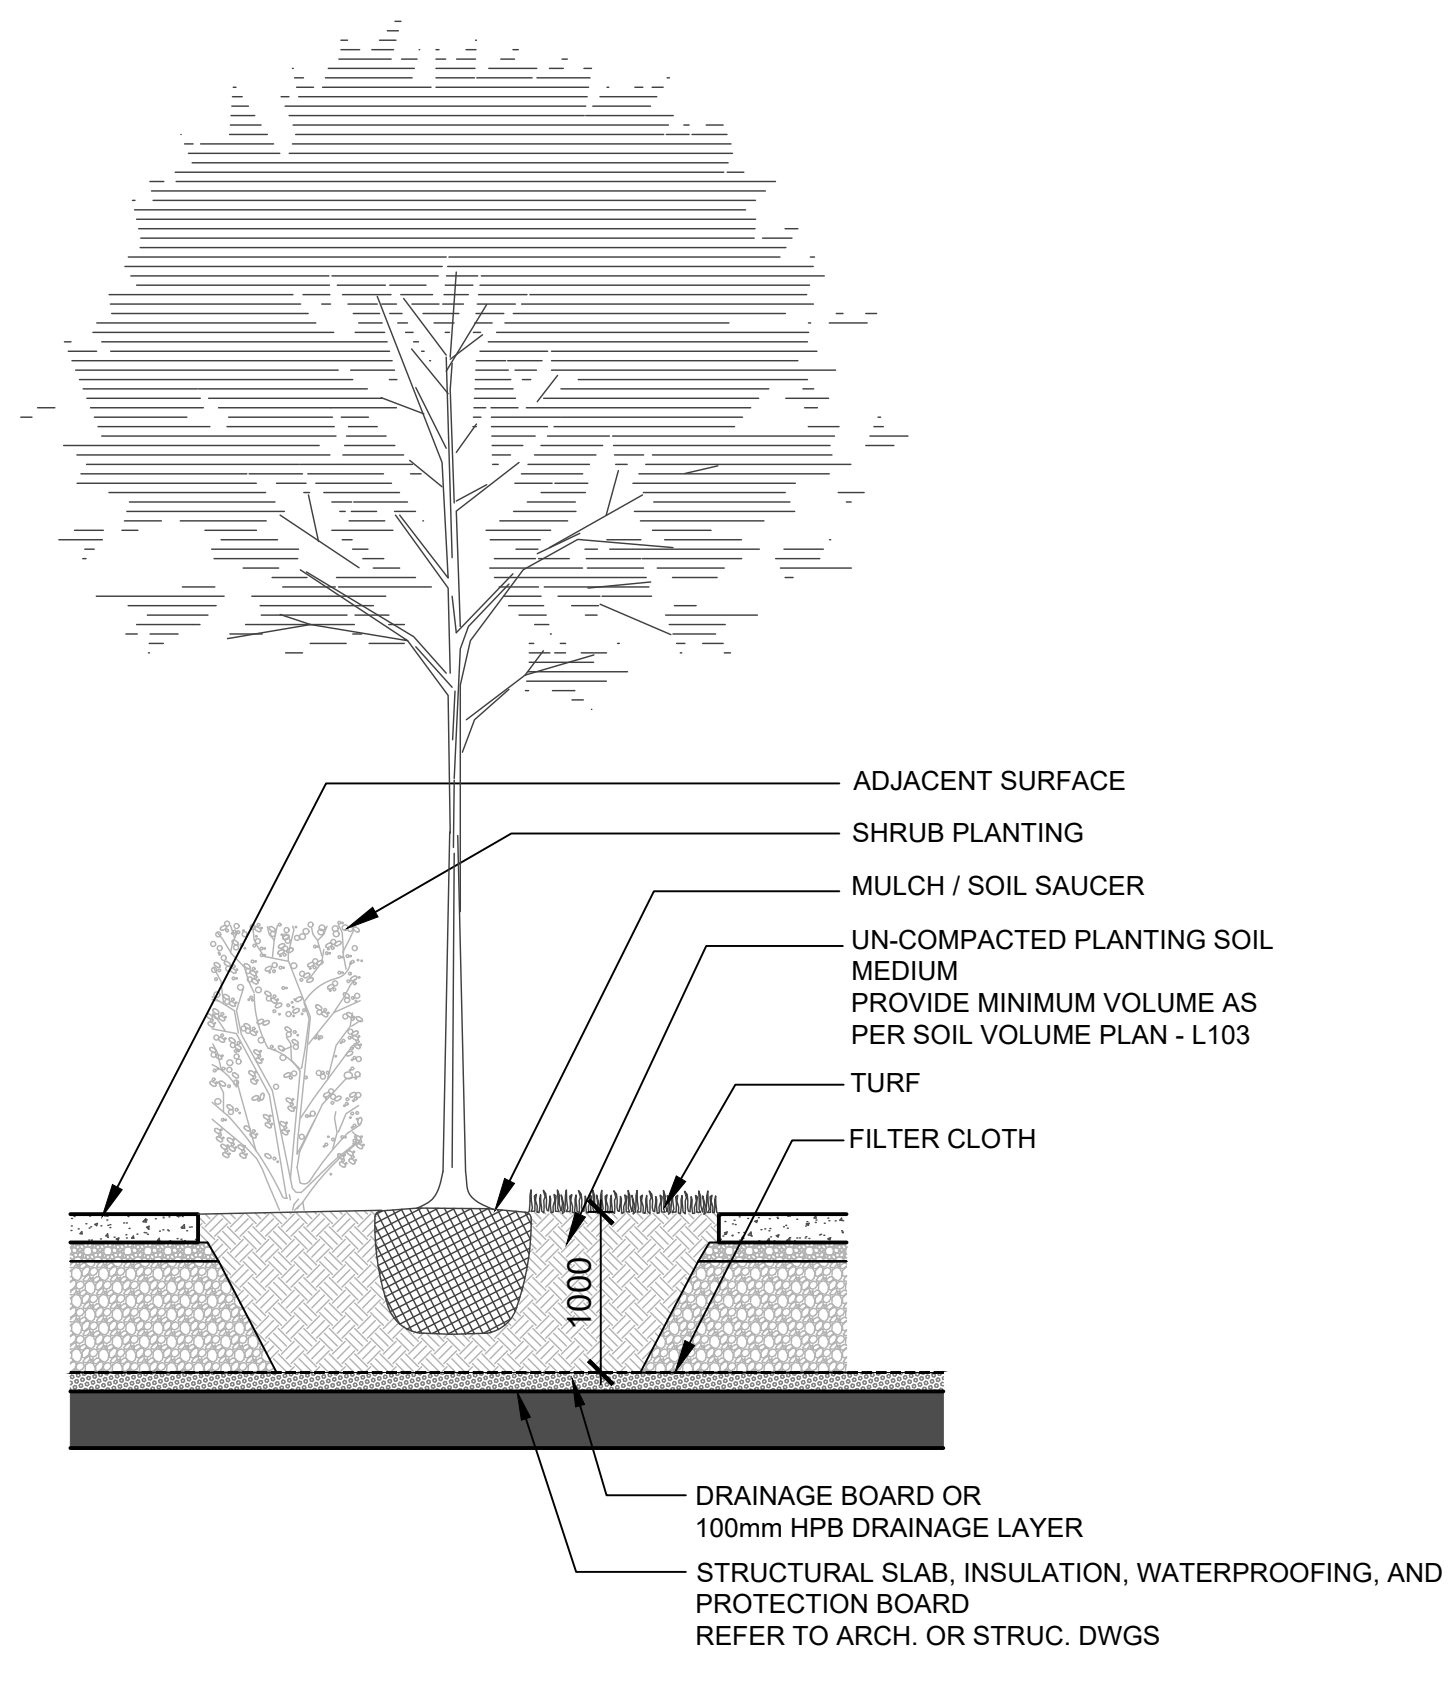 ADJACENT SURFACE
SHRUB PLANTING
MULCH / SOIL SAUCER
UN-COMPACTED PLANTING SOIL
MEDIUM
PROVIDE MINIMUM VOLUME AS
PER SOIL VOLUME PLAN - L103
TURF
FILTER CLOTH
1000
DRAINAGE BOARD OR
100mm HPB DRAINAGE LAYER
STRUCTURAL SLAB, INSULATION, WATERPROOFING, AND
PROTECTION BOARD
REFER TO ARCH. OR STRUC. DWGS